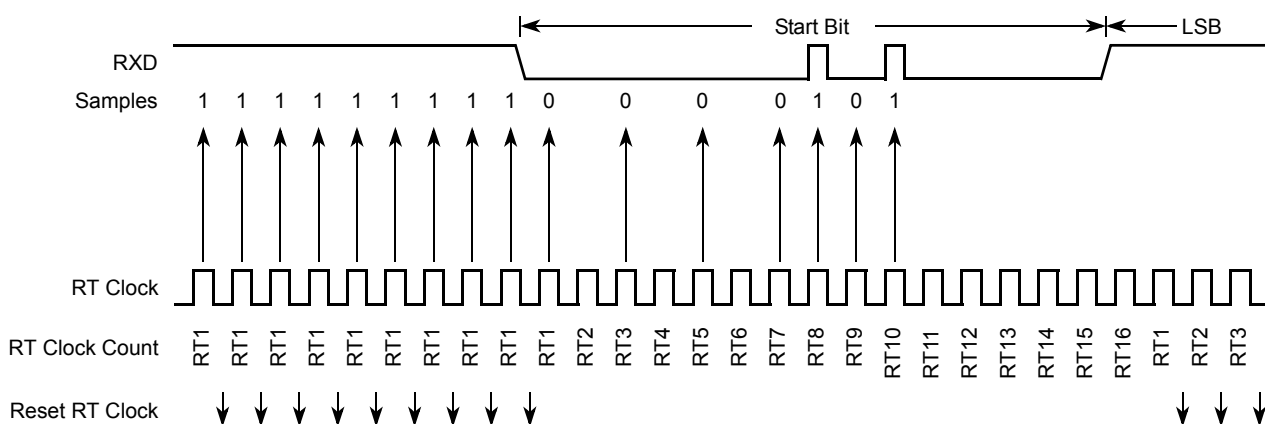 Start Bit
LSB
RXD
Samples 1 1 1 1 1 1 1 1 1 0 0 0 0 1 0 1
RT Clock
RT Clock Count RT1 RT1 RT1 RT1 RT1 RT1 RT1 RT1 RT1 RT1 RT2 RT3 RT4 RT5 RT6 RT7 RT8 RT9 RT10 RT11 RT12 RT13 RT14 RT15 RT16 RT1 RT2 RT3
Reset RT Clock